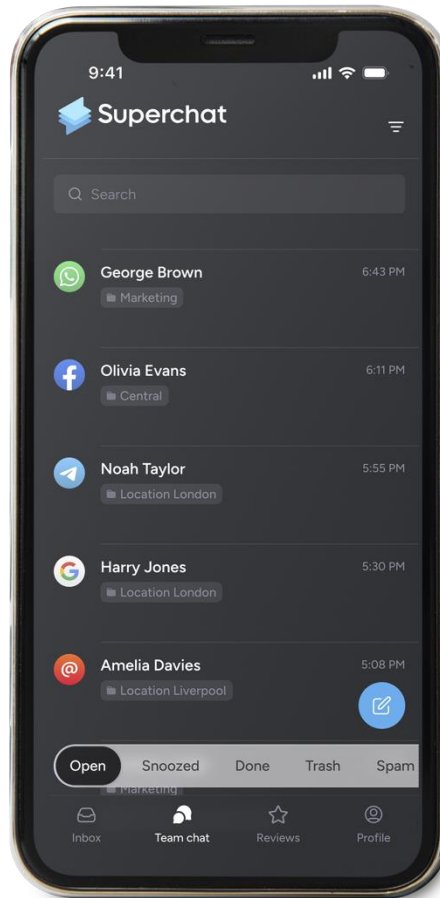 9:41
Superchat
Search
George Brown 6:43 PM
Marketing
Olivia Evans 6:11 PM
Central
Noah Taylor 5:55 PM
Location London
Harry Jones 5:30 PM
Location London
Amelia Davies 5:08 PM
Location Liverpool
Open Snoozed Done Trash Spam
Marketing
Inbox Team chat Reviews Profile